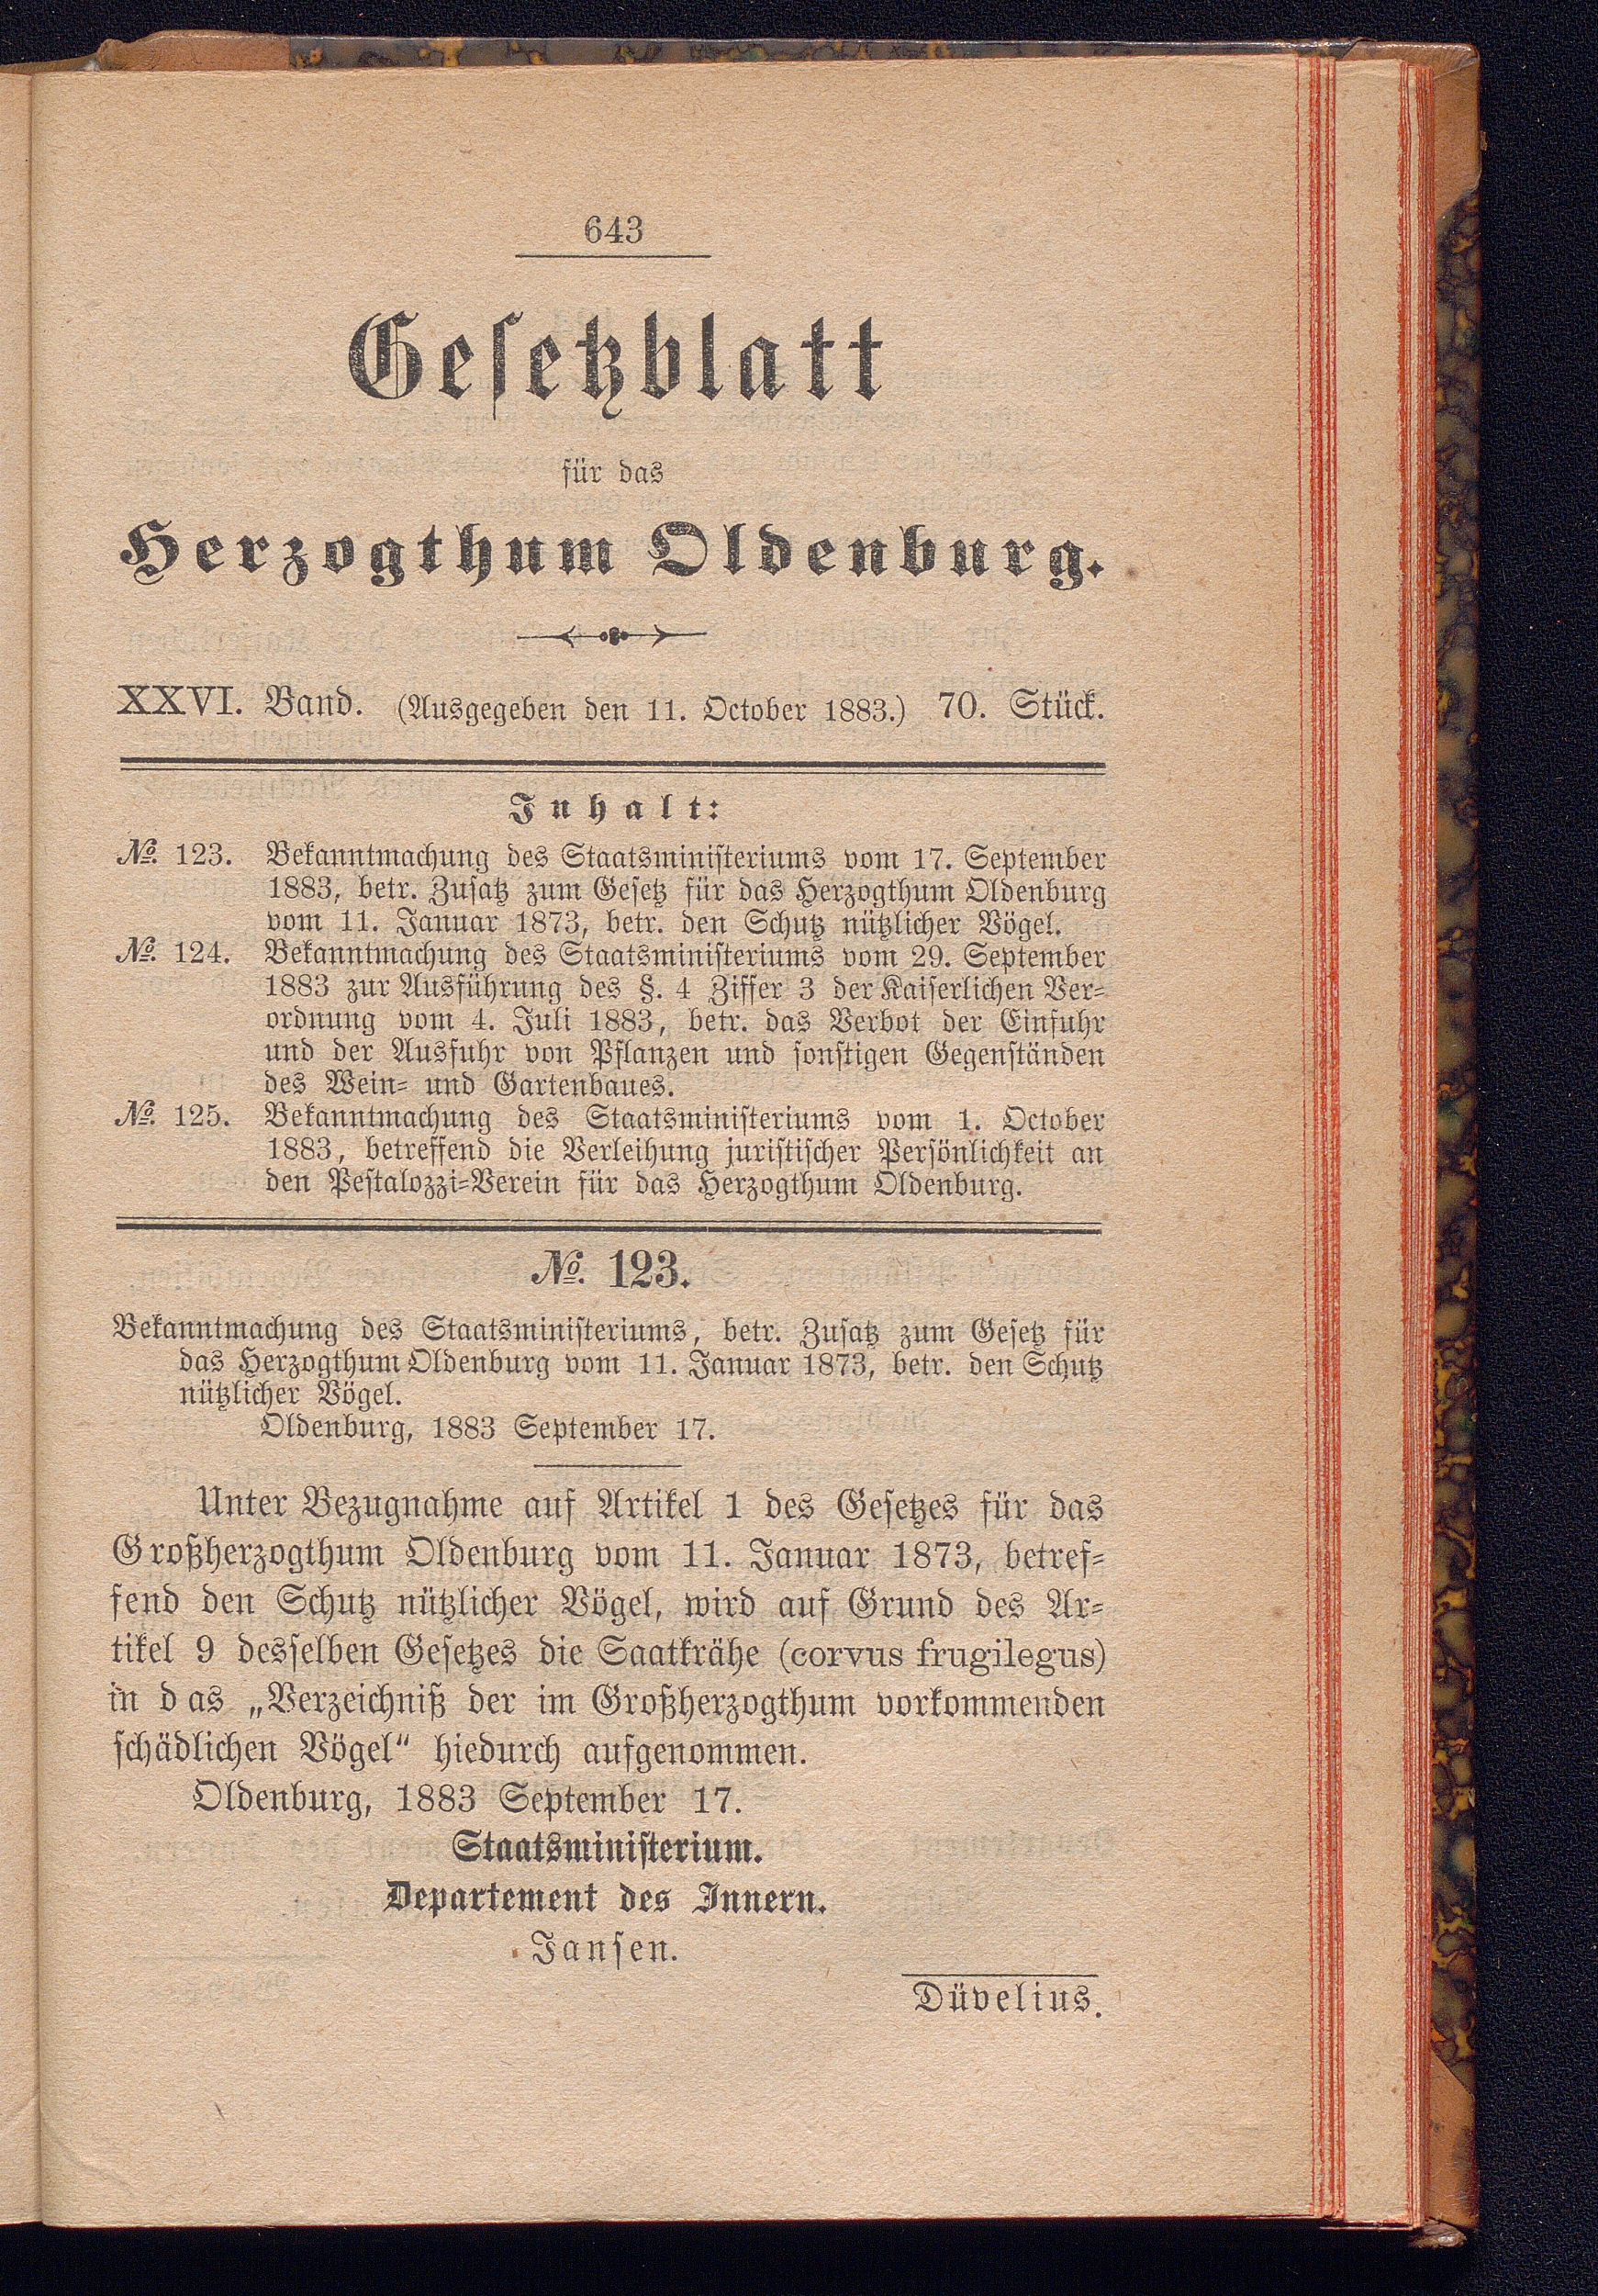 643
Gesetzblatt
für das
Herzogthum Oldenburg.
XXVI. Band. (Ausgegeben den 11. October 1883.) 70. Stück.
Inhalt:
№. 123. Bekanntmachung des Staatsministeriums vom 17. September
1883, betr. Zusatz zum Gesetz für das Herzogthum Oldenburg
vom 11. Januar 1873, betr. den Schutz nützlicher Vögel.
№. 124. Bekanntmachung des Staatsministeriums vom 29. September
1883 zur Ausführung des §. 4 Ziffer 3 der Kaiserlichen Ver-
ordnung vom 4. Juli 1883, betr. das Verbot der Einfuhr
und der Ausfuhr von Pflanzen und sonstigen Gegenständen
des Wein- und Gartenbaues.
№. 125. Bekanntmachung des Staatsministeriums vom 1. October
1883, betreffend die Verleihung juristischer Persönlichkeit an
den Pestalozzi-Verein für das Herzogthum Oldenburg.
№. 123.
Bekanntmachung des Staatsministeriums, betr. Zusatz zum Gesetz für
das Herzogthum Oldenburg vom 11. Januar 1873, betr. den Schutz
nützlicher Vögel.
Oldenburg, 1883 September 17.
Unter Bezugnahme auf Artikel 1 des Gesetzes für das
Großherzogthum Oldenburg vom 11. Januar 1873, betref-
fend den Schutz nützlicher Vögel, wird auf Grund des Ar-
tikel 9 desselben Gesetzes die Saatkrähe (corvus frugilegus)
in das „Verzeichniß der im Großherzogthum vorkommenden
schädlichen Vögel“ hiedurch aufgenommen.
Oldenburg, 1883 September 17.
Staatsministerium.
Departement des Innern.
Jansen.
Düvelius.